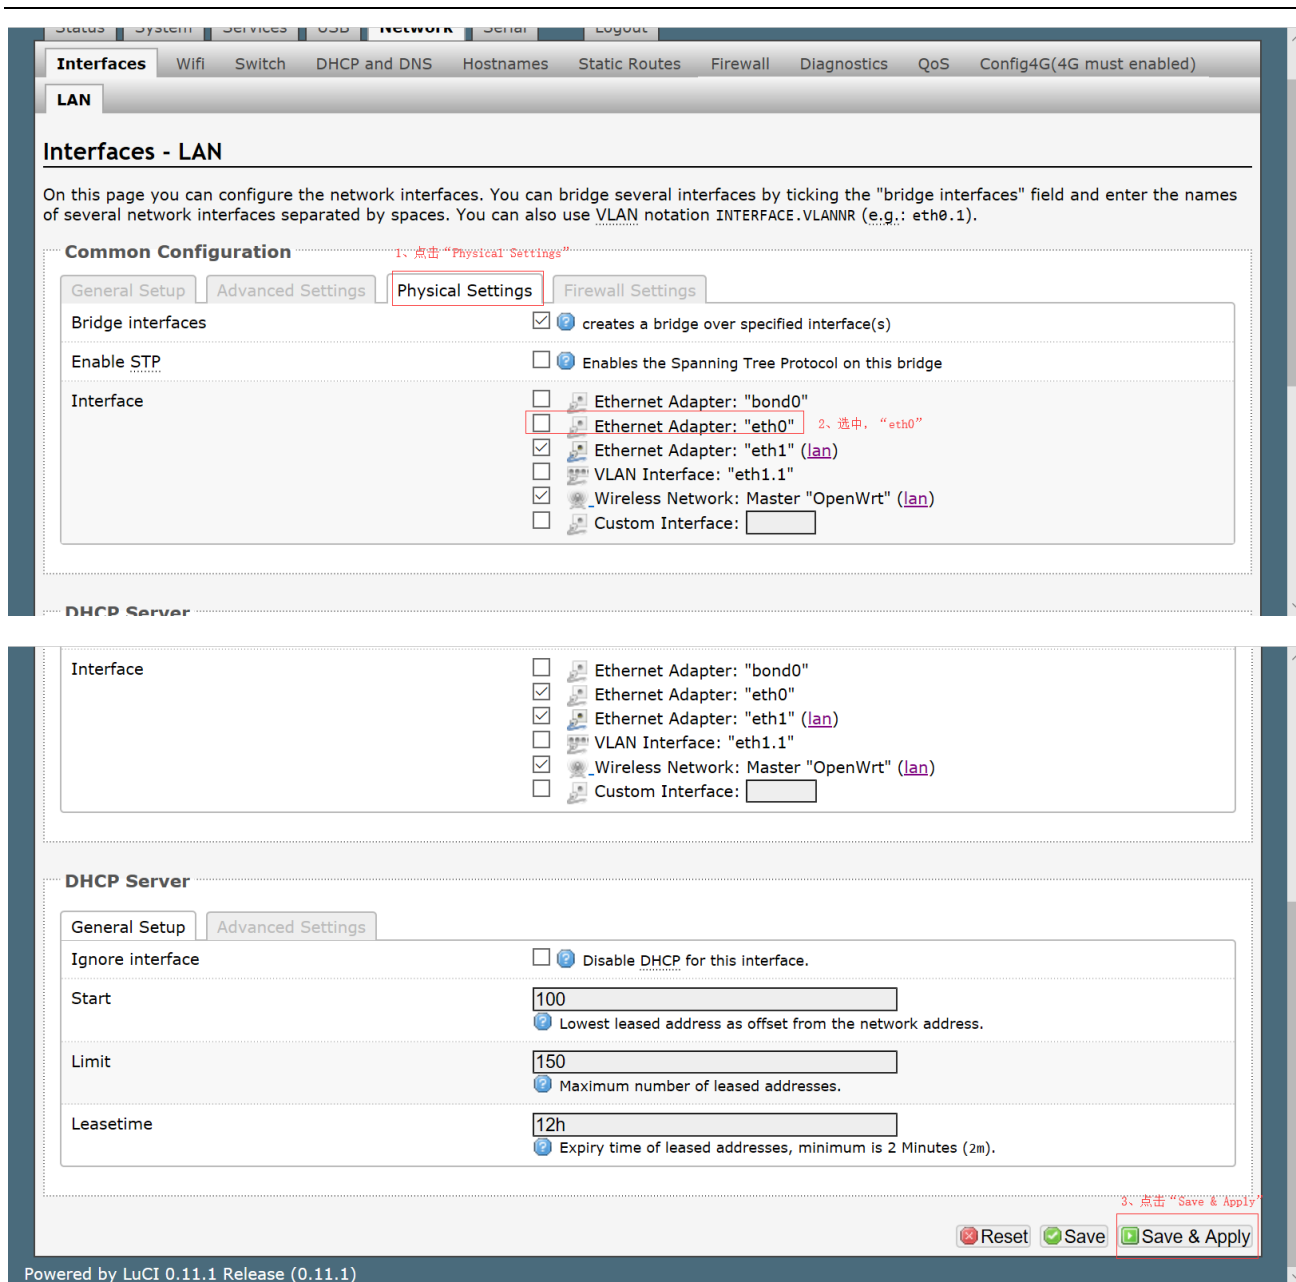 Status System Services USB Network Serial Logout
Interfaces Wifi Switch DHCP and DNS Hostnames Static Routes Firewall Diagnostics QoS Config4G(4G must enabled)
LAN
Interfaces - LAN
On this page you can configure the network interfaces. You can bridge several interfaces by ticking the "bridge interfaces" field and enter the names
of several network interfaces separated by spaces. You can also use VLAN notation INTERFACE.VLANNR (e.g.: eth0.1).
Common Configuration
1、点击“Physical Settings”
General Setup Advanced Settings Physical Settings Firewall Settings
Bridge interfaces creates a bridge over specified interface(s)
Enable STP Enables the Spanning Tree Protocol on this bridge
Interface Ethernet Adapter: "bond0"
Ethernet Adapter: "eth0" 2、选中，“eth0”
Ethernet Adapter: "eth1" (lan)
VLAN Interface: "eth1.1"
Wireless Network: Master "OpenWrt" (lan)
Custom Interface:
DHCP Server
Interface Ethernet Adapter: "bond0"
Ethernet Adapter: "eth0"
Ethernet Adapter: "eth1" (lan)
VLAN Interface: "eth1.1"
Wireless Network: Master "OpenWrt" (lan)
Custom Interface:
DHCP Server
General Setup Advanced Settings
Ignore interface Disable DHCP for this interface.
Start 100
Lowest leased address as offset from the network address.
Limit 150
Maximum number of leased addresses.
Leasetime 12h
Expiry time of leased addresses, minimum is 2 Minutes (2m).
3、点击“Save & Apply”
Reset Save Save & Apply
Powered by LuCI 0.11.1 Release (0.11.1)